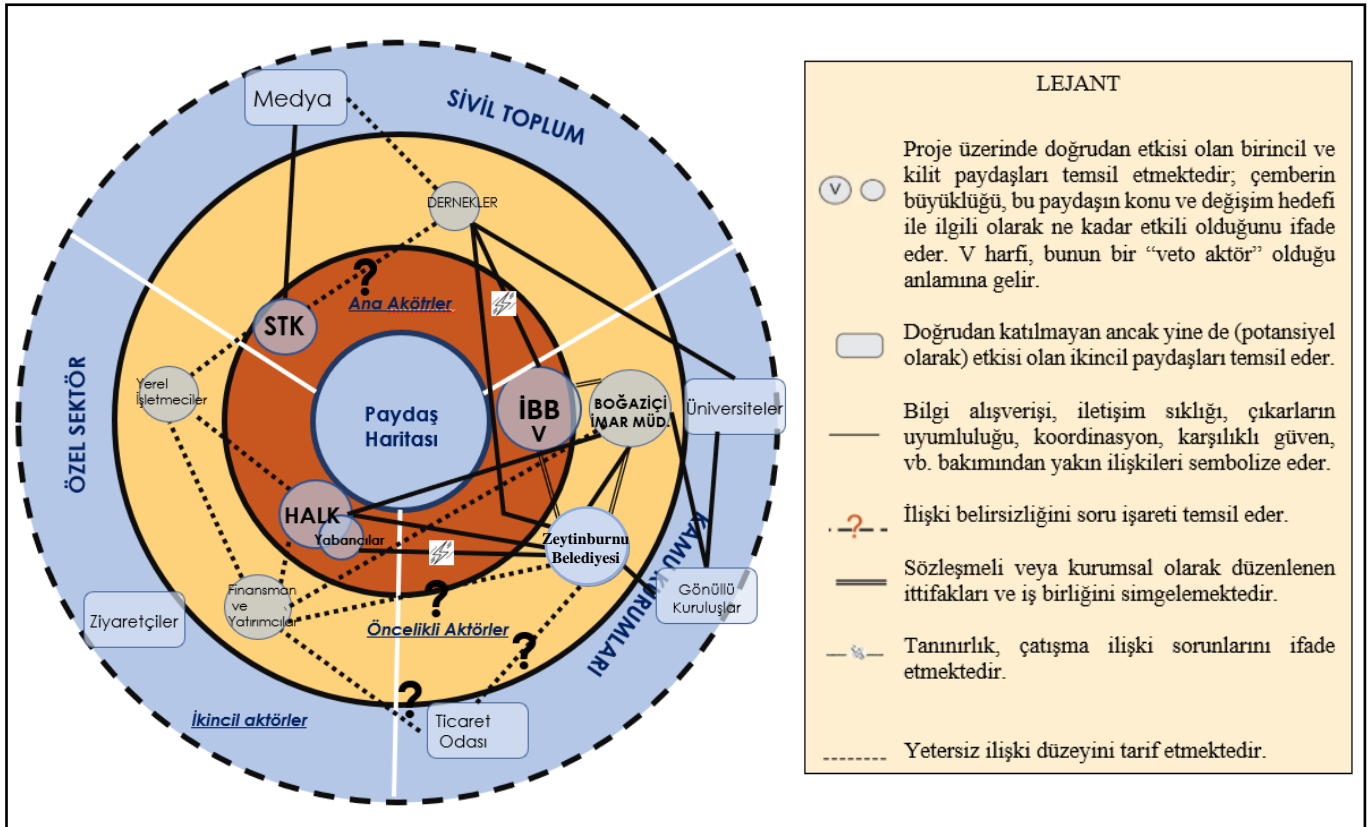 SİVİL TOPLUM
Medya
DERNEKLER
?
Ana Akötrler
STK
ÖZEL SEKTÖR
Yerel
İşletmeciler
Paydaş
Haritası
İBB
V
BOĞAZİÇİ
İMAR MÜD.
Üniversiteler
HALK
Yabancılar
Zeytinburnu
Belediyesi
KAMU KURUMLARI
Gönüllü
Kuruluşlar
Finansman
ve
Yatırımcılar
Ziyaretçiler
?
Öncelikli Aktörler
?
?
İkincil aktörler
Ticaret
Odası
LEJANT
V
Proje üzerinde doğrudan etkisi olan birincil ve
kilit paydaşları temsil etmektedir; çemberin
büyüklüğü, bu paydaşın konu ve değişim hedefi
ile ilgili olarak ne kadar etkili olduğunu ifade
eder. V harfi, bunun bir “veto aktör” olduğu
anlamına gelir.
Doğrudan katılmayan ancak yine de (potansiyel
olarak) etkisi olan ikincil paydaşları temsil eder.
Bilgi alışverişi, iletişim sıklığı, çıkarların
uyumluluğu, koordinasyon, karşılıklı güven,
vb. bakımından yakın ilişkileri sembolize eder.
?
İlişki belirsizliğini soru işareti temsil eder.
Sözleşmeli veya kurumsal olarak düzenlenen
ittifakları ve iş birliğini simgelemektedir.
Tanınırlık, çatışma ilişki sorunlarını ifade
etmektedir.
Yetersiz ilişki düzeyini tarif etmektedir.